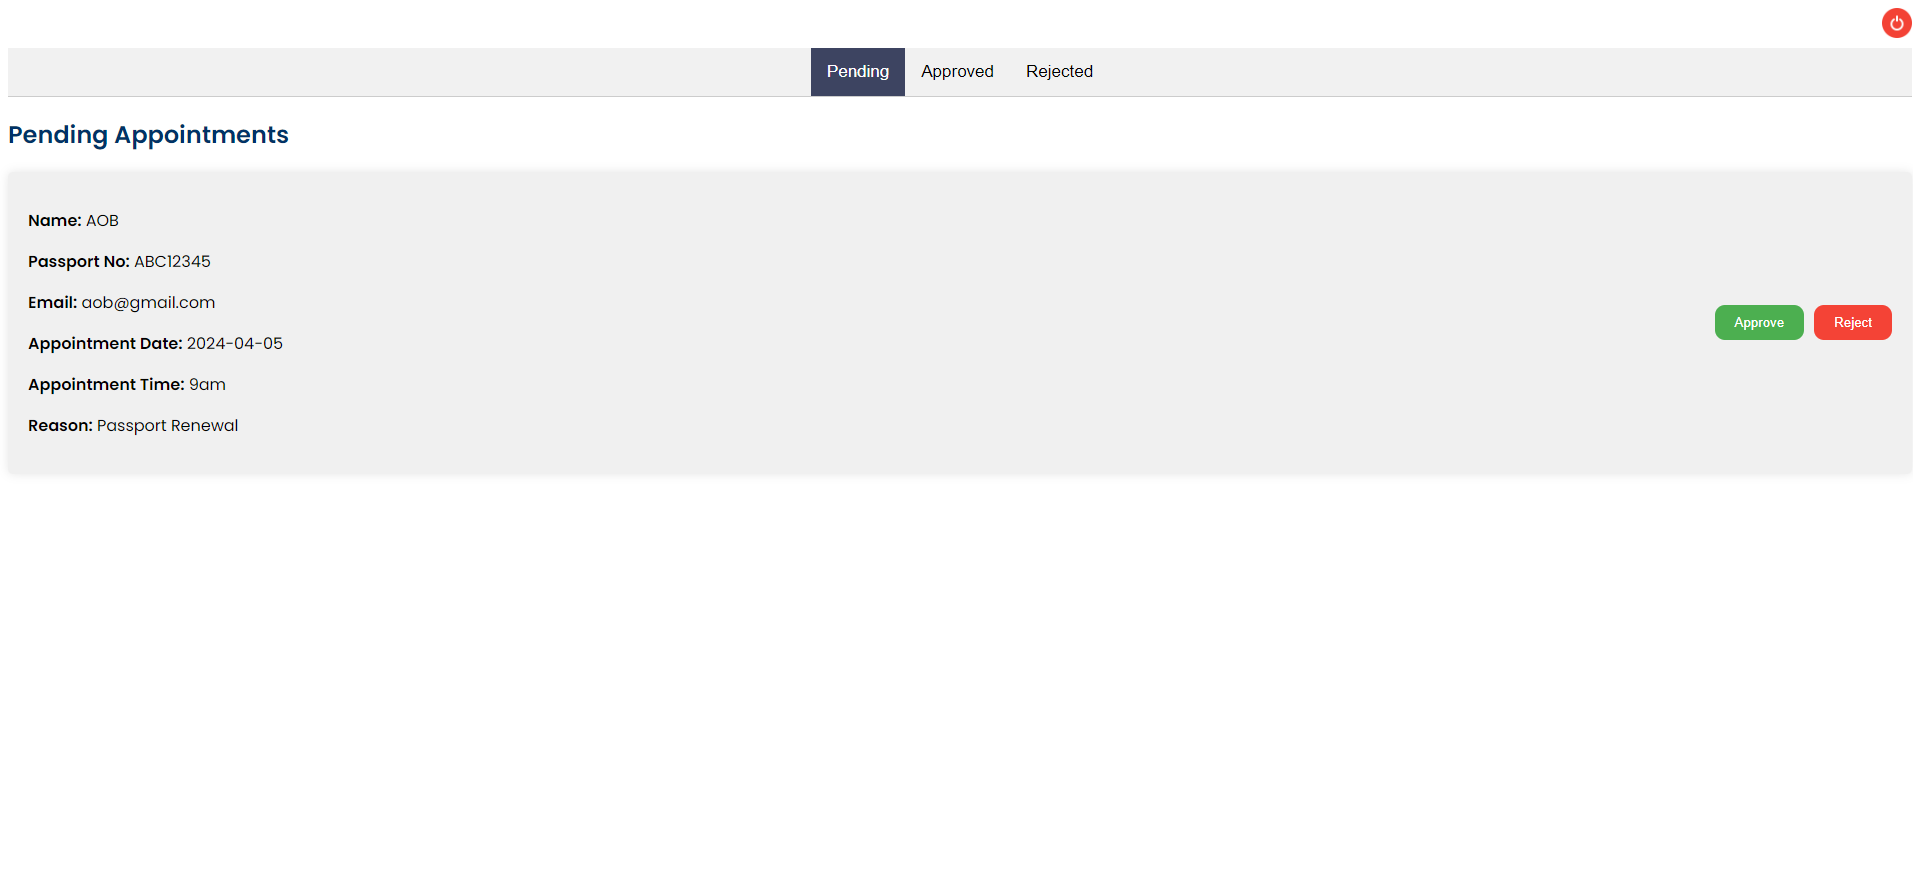 Pending Approved Rejected
Pending Appointments
Name: AOB
Passport No: ABC12345
Email: aob@gmail.com
Appointment Date: 2024-04-05
Appointment Time: 9am
Reason: Passport Renewal
Approve Reject